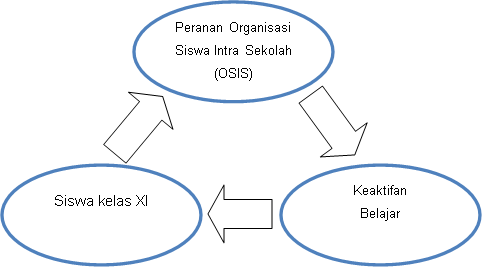 Peranan Organisasi
Siswa Intra Sekolah
(OSIS)
Siswa kelas XI
Keaktifan
Belajar